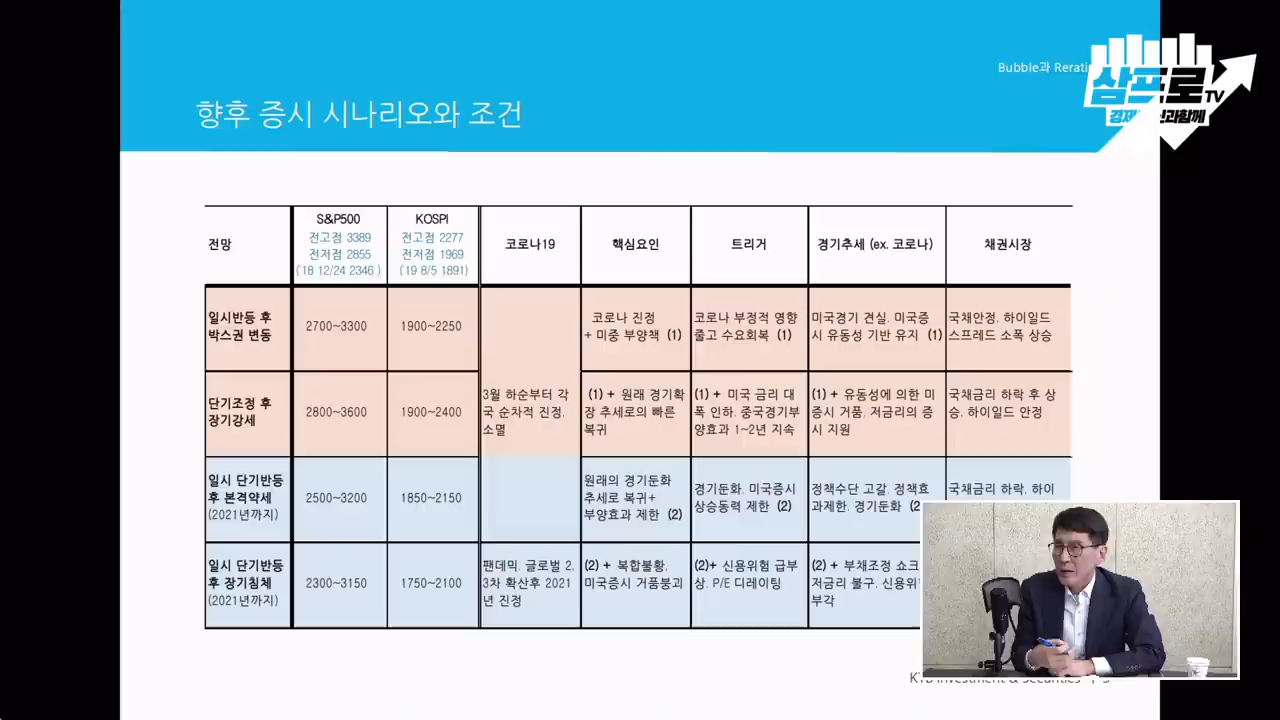 Bubble과
삼프로TV
향후 증시 시나리오와 조건
전망
S&P500
전고점 3389
전저점 2855
('18 12/24 2346 )
KOSPI
전고점 2277
전저점 1969
('19 8/5 1891)
코로나19
핵심요인
트리거
경기추세 (ex. 코로나)
채권시장
일시반등 후
박스권 변동
2700~3300
1900~2250
코로나 진정
+ 미중 부양책 (1)
코로나 부정적 영향
줄고 수요회복 (1)
미국경기 견실. 미국증
시 유동성 기반 유지 (1)
국채안정. 하이일드
스프레드 소폭 상승
단기조정 후
장기강세
2800~3600
1900~2400
3월 하순부터 각
국 순차적 진정.
소멸
(1) + 원래 경기확
장 추세로의 빠른
복귀
(1) + 미국 금리 대
폭 인하. 중국경기부
양효과 1~2년 지속
(1) + 유동성에 의한 미
증시 거품. 저금리의 증
시 지원
국채금리 하락 후 상
승. 하이일드 안정
일시 단기반등
후 본격약세
(2021년까지)
2500~3200
1850~2150
원래의 경기둔화
추세로 복귀+
부양효과 제한 (2)
경기둔화. 미국증시
상승동력 제한 (2)
정책수단 고갈. 정책효
과제한. 경기둔화 (2
국채금리 하락. 하이
일시 단기반등
후 장기침체
(2021년까지)
2300~3150
1750~2100
팬데믹. 글로벌 2,
3차 확산후 2021
년 진정
(2) + 복합불황.
미국증시 거품붕괴
(2)+ 신용위험 급부
상. P/E 디레이팅
(2) + 부채조정 쇼크
저금리 불구. 신용위
부각